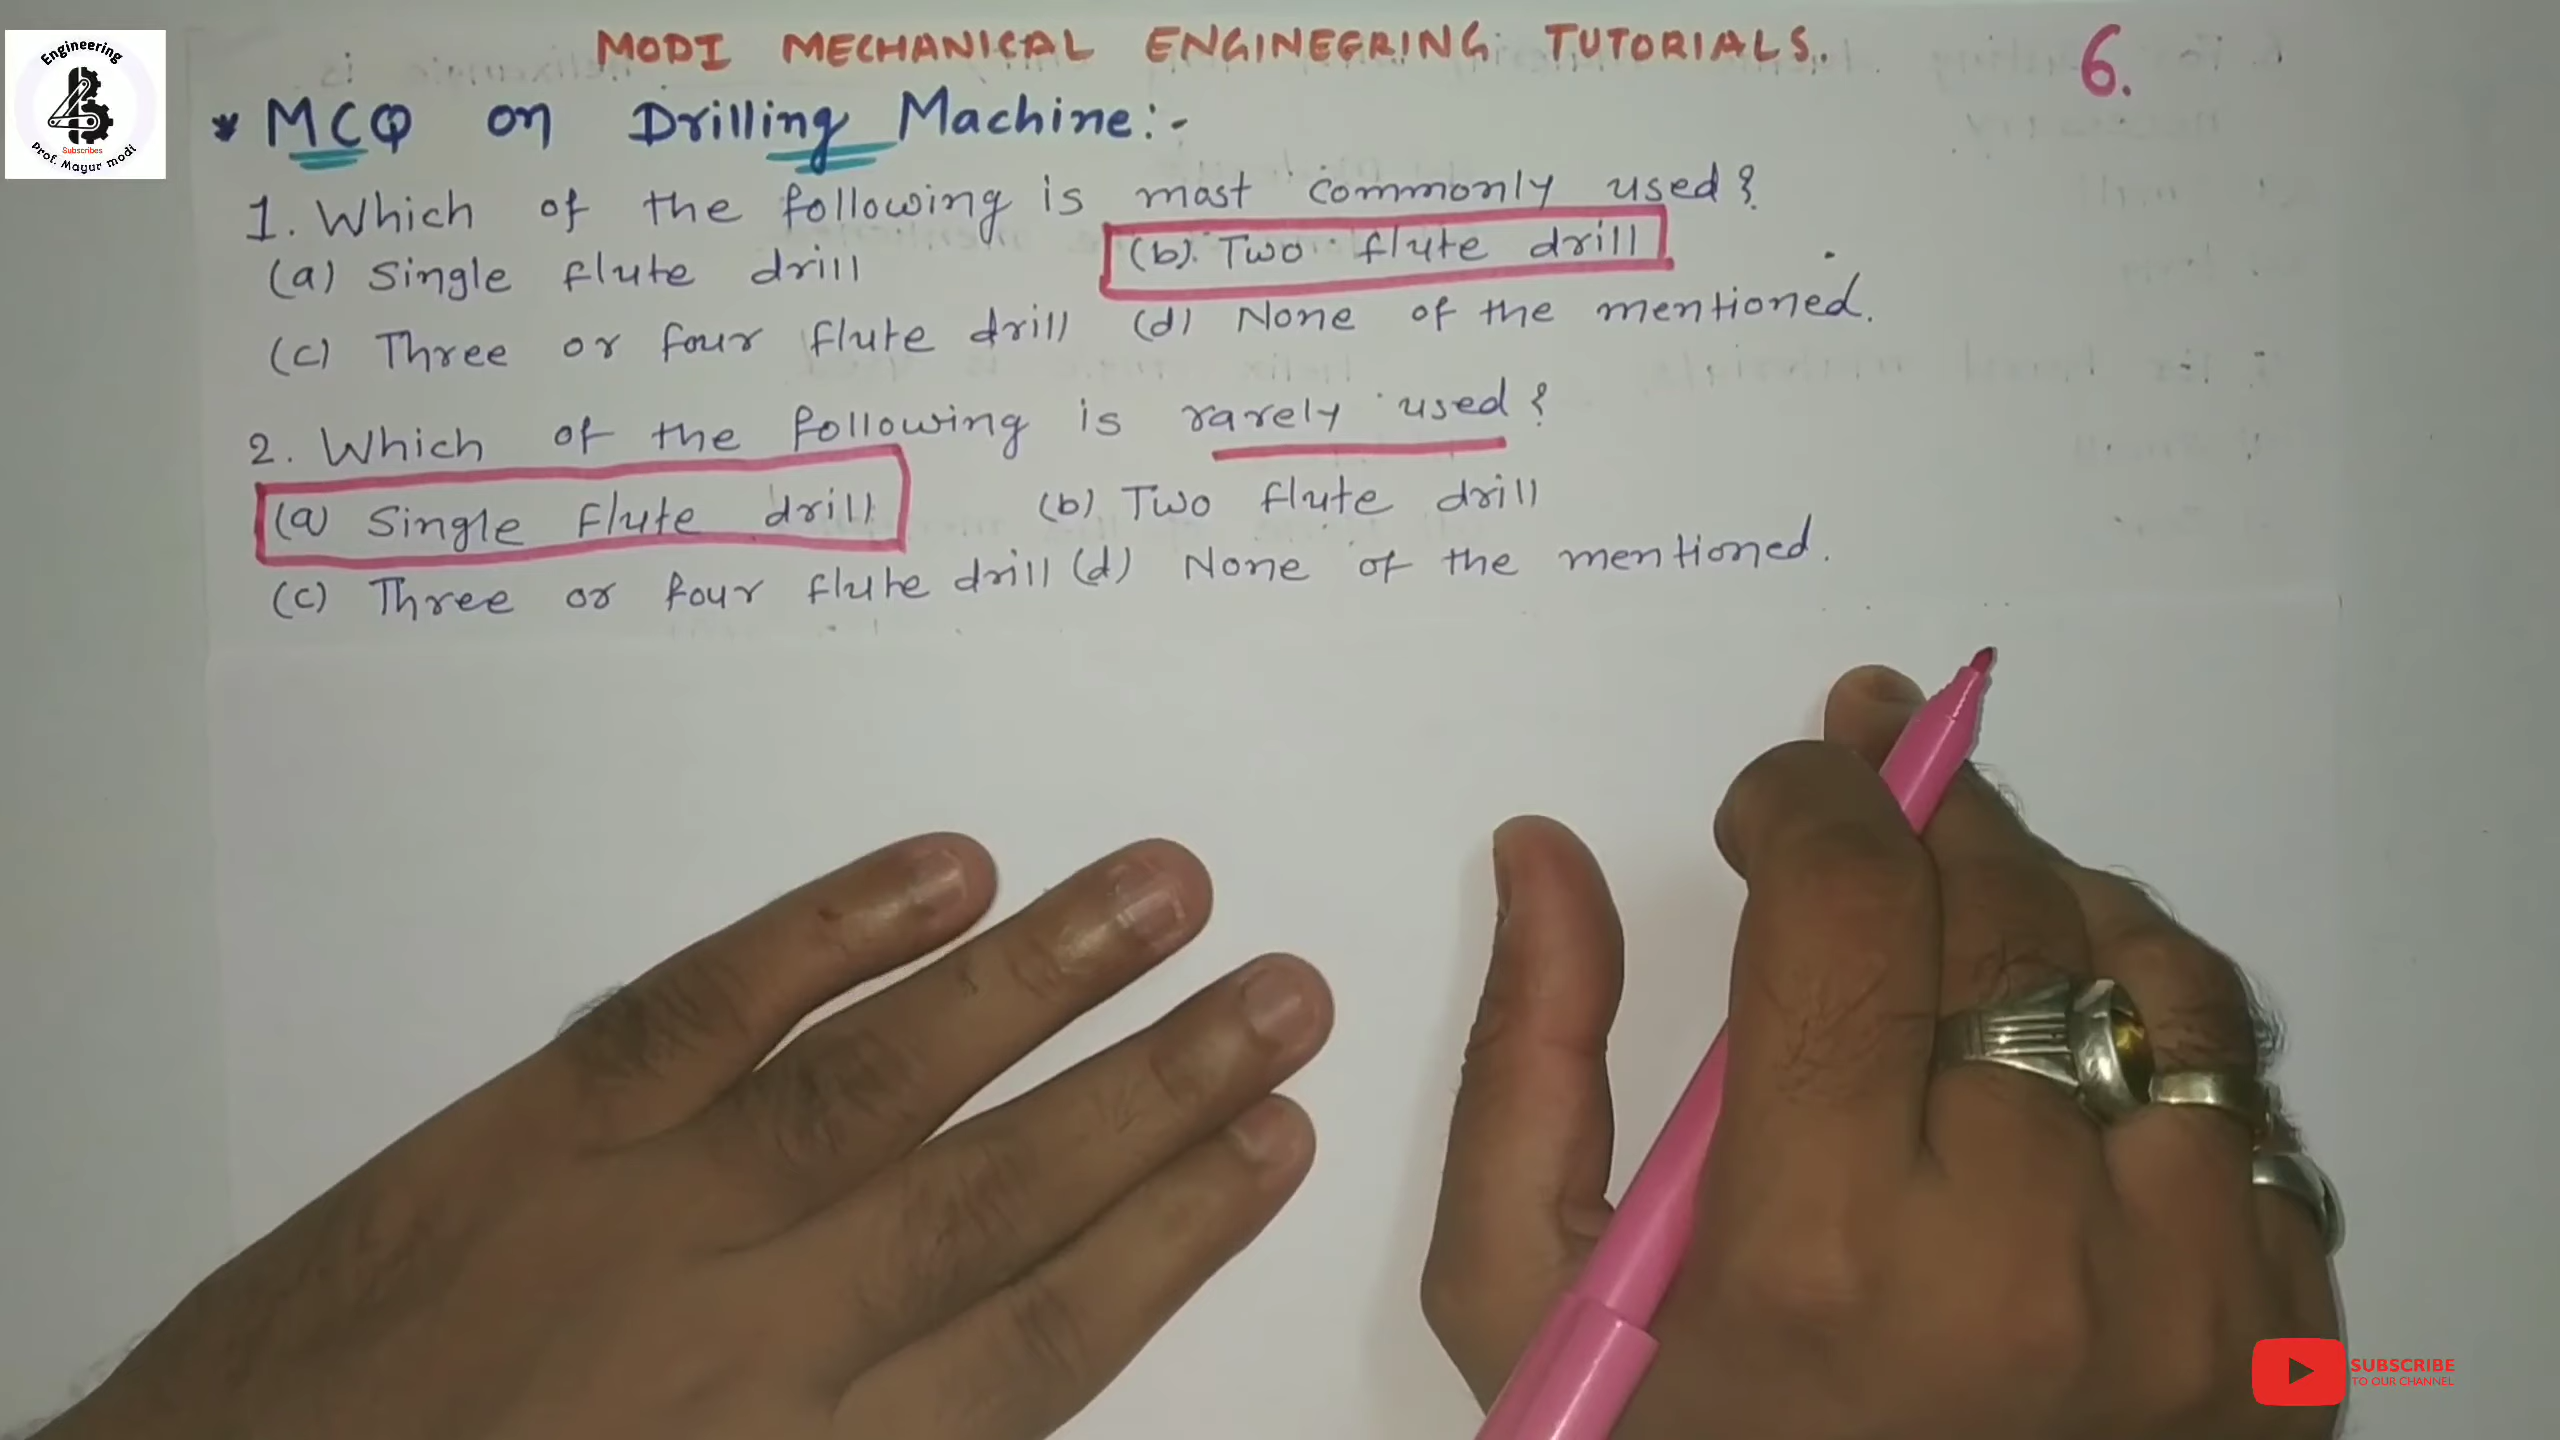 Engineering
Subscribes
Prof. Mayur modi
MODI MECHANICAL ENGINEERING TUTORIALS.
6.
* MCQ on Drilling Machine:-
1. Which of the following is most commonly used?
(a) Single flute drill (b). Two flute drill
(c) Three or four flute drill (d) None of the mentioned.
2. Which of the following is rarely used?
(a) Single Flute drill (b) Two flute drill
(c) Three or four flute drill (d) None of the mentioned.
SUBSCRIBE
TO OUR CHANNEL